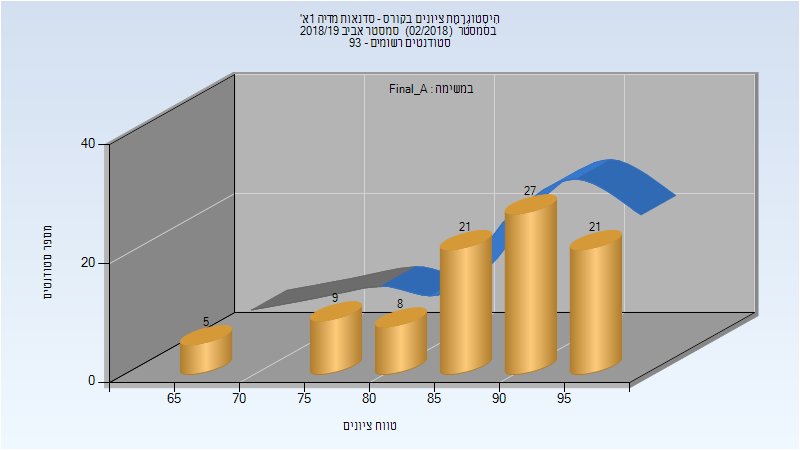 היסטוגרמת ציונים בקורס - סדנאות מדיה 1א'
בסמסטר (02/2018) סמסטר אביב 2018/19
סטודנטים רשומים - 93
במשימה : Final_A
מספר סטודנטים
40
20
0
5
9
8
21
27
21
65
70
75
80
85
90
95
טווח ציונים